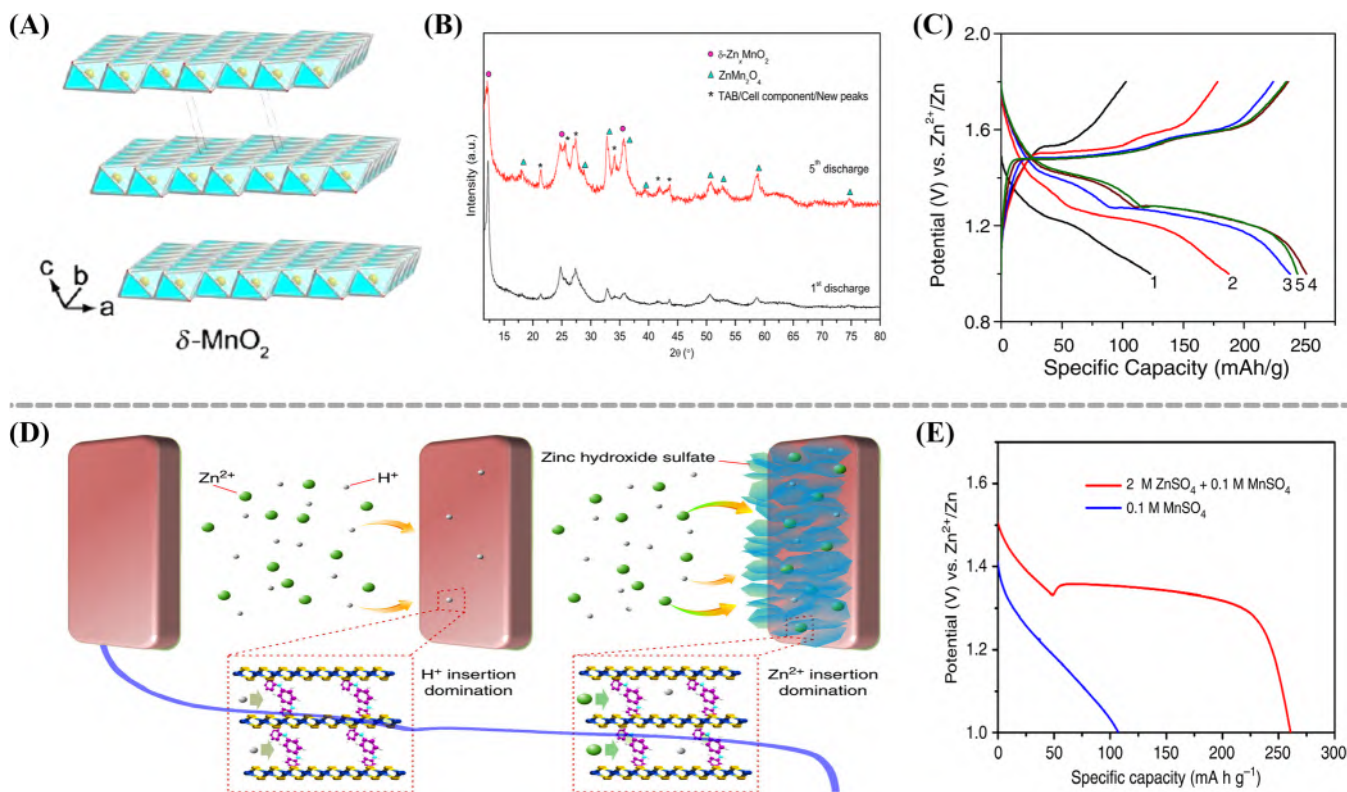 (A)
c
b
a
δ-MnO2
(B)
Intensity (a.u.)
δ-ZnxMnO2
ZnMn2O4
TAB/Cell component/New peaks
5th discharge
1st discharge
15 20 25 30 35 40 45 50 55 60 65 70 75 80
2θ (°)
(C)
Potential (V) vs. Zn2+/Zn
2.0
1.6
1.2
0.8
1 2 3 5 4
0 50 100 150 200 250
Specific Capacity (mAh/g)
(D)
Zn2+
H+
Zinc hydroxide sulfate
H+ insertion
domination
Zn2+ insertion
domination
(E)
Potential (V) vs. Zn2+/Zn
1.6
1.4
1.2
1.0
2 M ZnSO4 + 0.1 M MnSO4
0.1 M MnSO4
0 50 100 150 200 250 300
Specific capacity (mA h g−1)